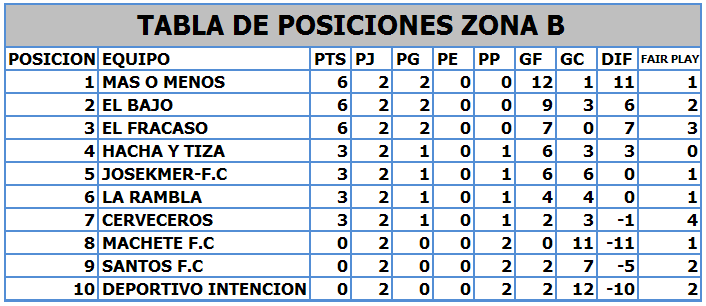 TABLA DE POSICIONES ZONA B
POSICION EQUIPO PTS PJ PG PE PP GF GC DIF FAIR PLAY
1 MAS O MENOS 6 2 2 0 0 12 1 11 1
2 EL BAJO 6 2 2 0 0 9 3 6 2
3 EL FRACASO 6 2 2 0 0 7 0 7 3
4 HACHA Y TIZA 3 2 1 0 1 6 3 3 0
5 JOSEKMER-F.C 3 2 1 0 1 6 6 0 1
6 LA RAMBLA 3 2 1 0 1 4 4 0 1
7 CERVECEROS 3 2 1 0 1 2 3 -1 4
8 MACHETE F.C 0 2 0 0 2 0 11 -11 1
9 SANTOS F.C 0 2 0 0 2 2 7 -5 2
10 DEPORTIVO INTENCION 0 2 0 0 2 2 12 -10 2